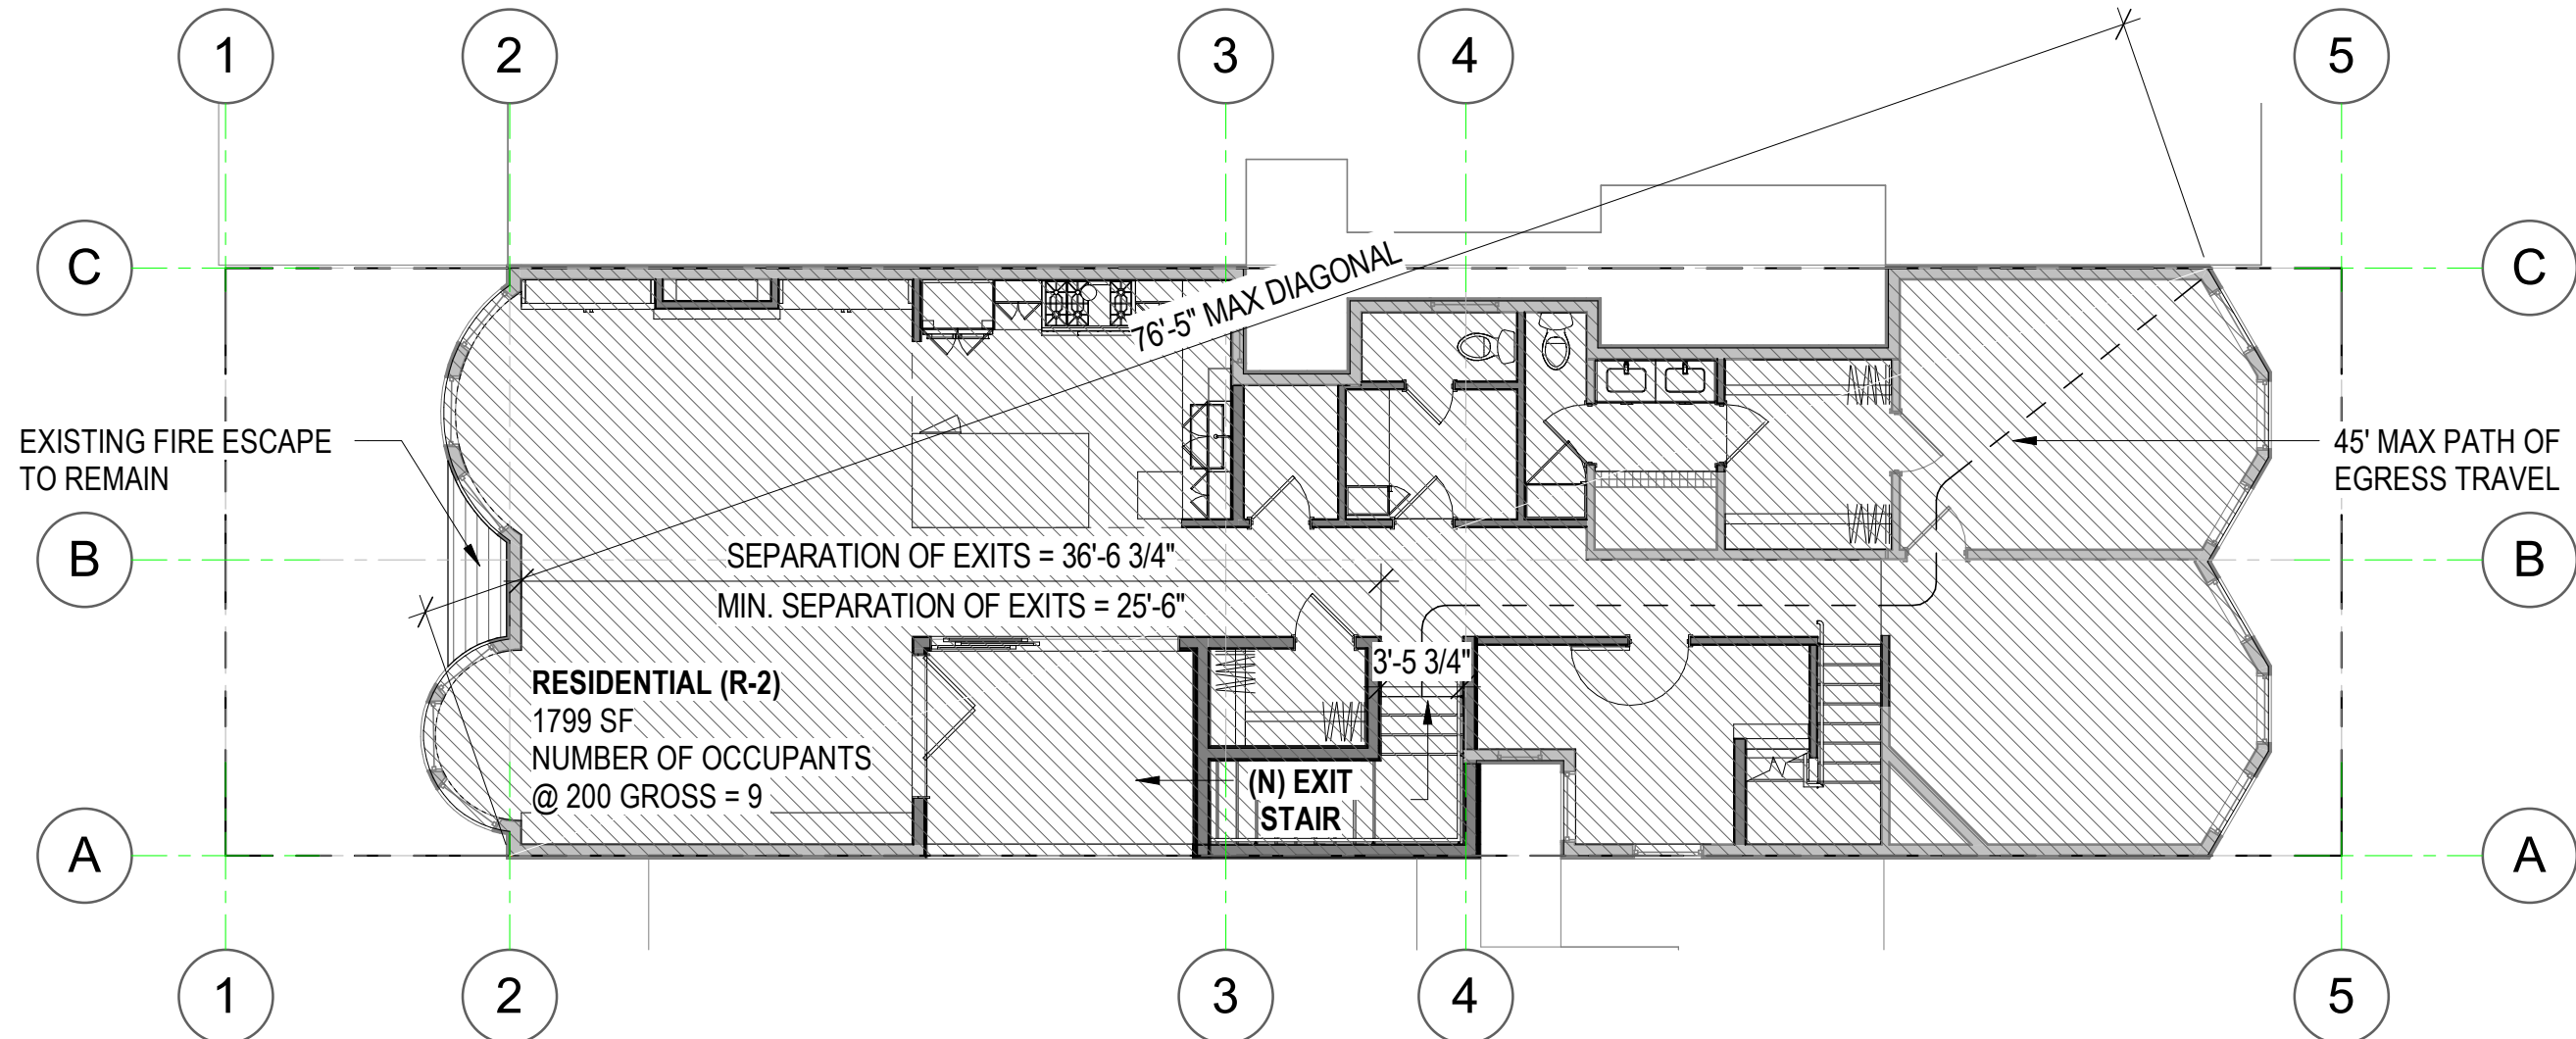 1
2
3
4
5
C
C
76'-5" MAX DIAGONAL
EXISTING FIRE ESCAPE
TO REMAIN
45' MAX PATH OF
EGRESS TRAVEL
B
B
SEPARATION OF EXITS = 36'-6 3/4"
MIN. SEPARATION OF EXITS = 25'-6"
3'-5 3/4"
RESIDENTIAL (R-2)
1799 SF
NUMBER OF OCCUPANTS
@ 200 GROSS = 9
(N) EXIT
STAIR
A
A
1
2
3
4
5